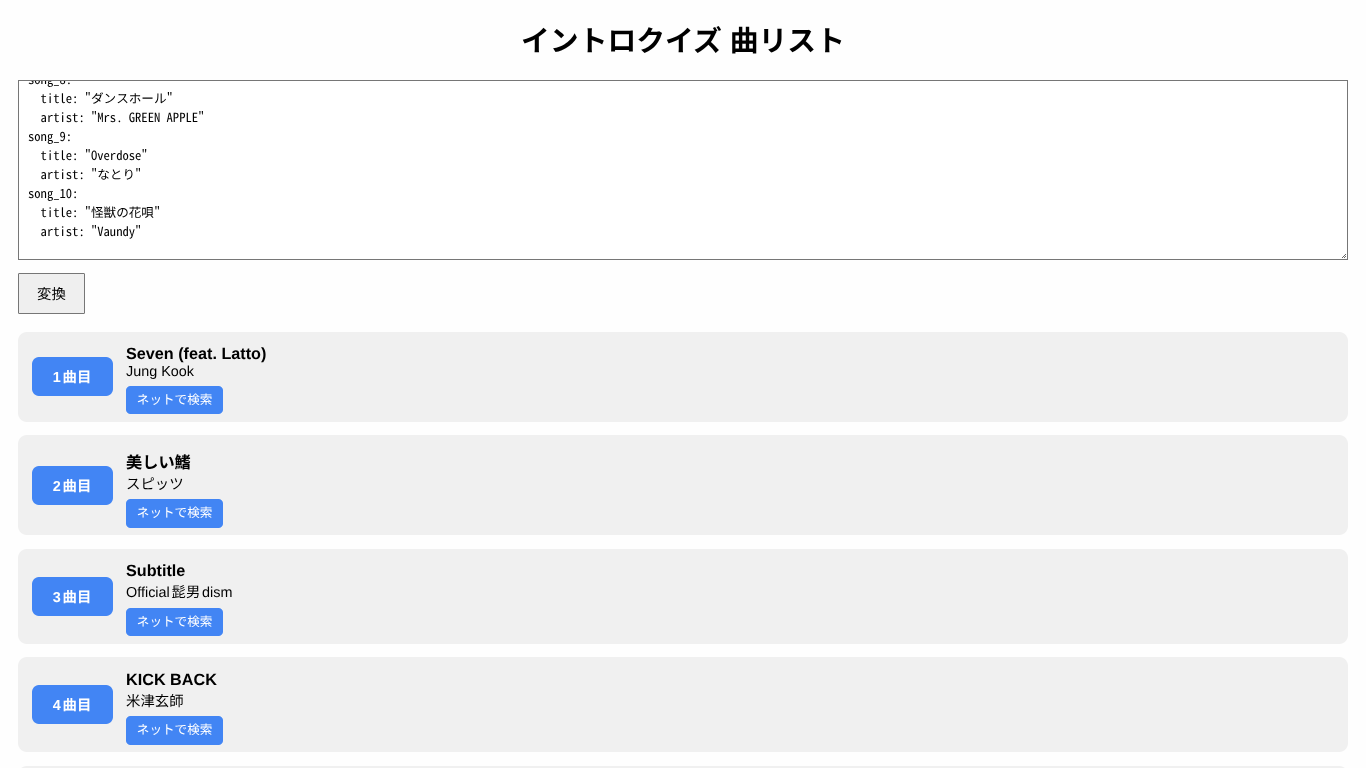 イントロクイズ 曲リスト
song_8:
title: "ダンスホール"
artist: "Mrs. GREEN APPLE"
song_9:
title: "Overdose"
artist: "なとり"
song_10:
title: "怪獣の花唄"
artist: "Vaundy"
変換
1曲目
Seven (feat. Latto)
Jung Kook
ネットで検索
2曲目
美しい鰭
スピッツ
ネットで検索
3曲目
Subtitle
Official髭男dism
ネットで検索
4曲目
KICK BACK
米津玄師
ネットで検索